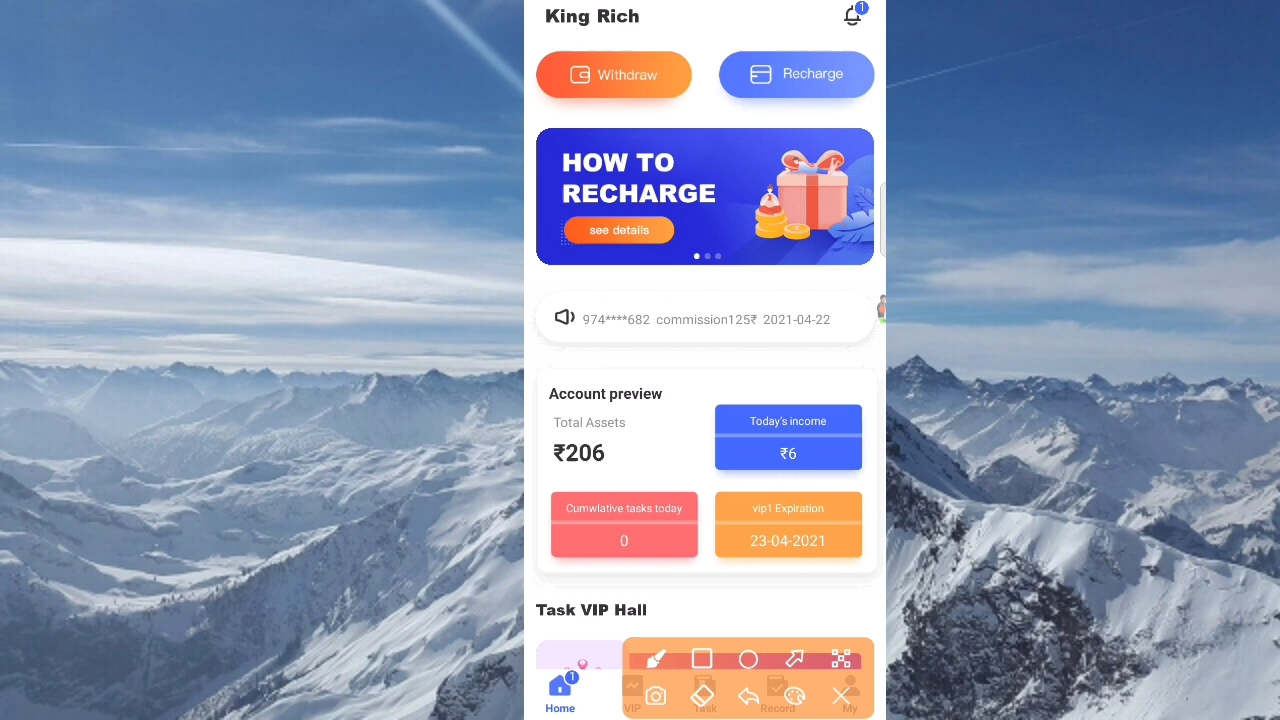 King Rich
1
Withdraw
Recharge
HOW TO
RECHARGE
see details
974****682 commission125₹ 2021-04-22
Account preview
Total Assets
₹206
Today's income
₹6
Cumwlative tasks today
0
vip1 Expiration
23-04-2021
Task VIP Hall
1
Home
VIP
Task
Record
My